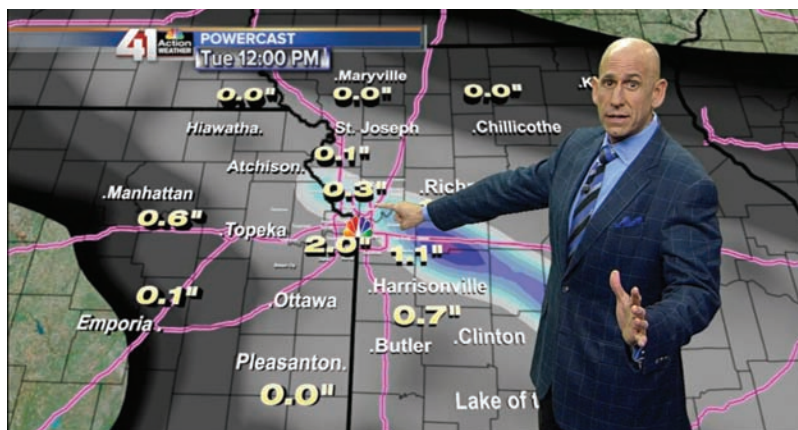 41 Action WEATHER
POWERCAST
Tue 12:00 PM
.Maryville
0.0" 0.0" 0.0" .K
Hiawatha. St. Joseph .Chillicothe
0.1"
Atchison.
0.3" .Rich
.Manhattan
0.6" .Topeka
2.0" 1.1"
0.1" .Ottawa .Harrisonville
Emporia. 0.7"
.Butler .Clinton
Pleasanton.
0.0" Lake of t